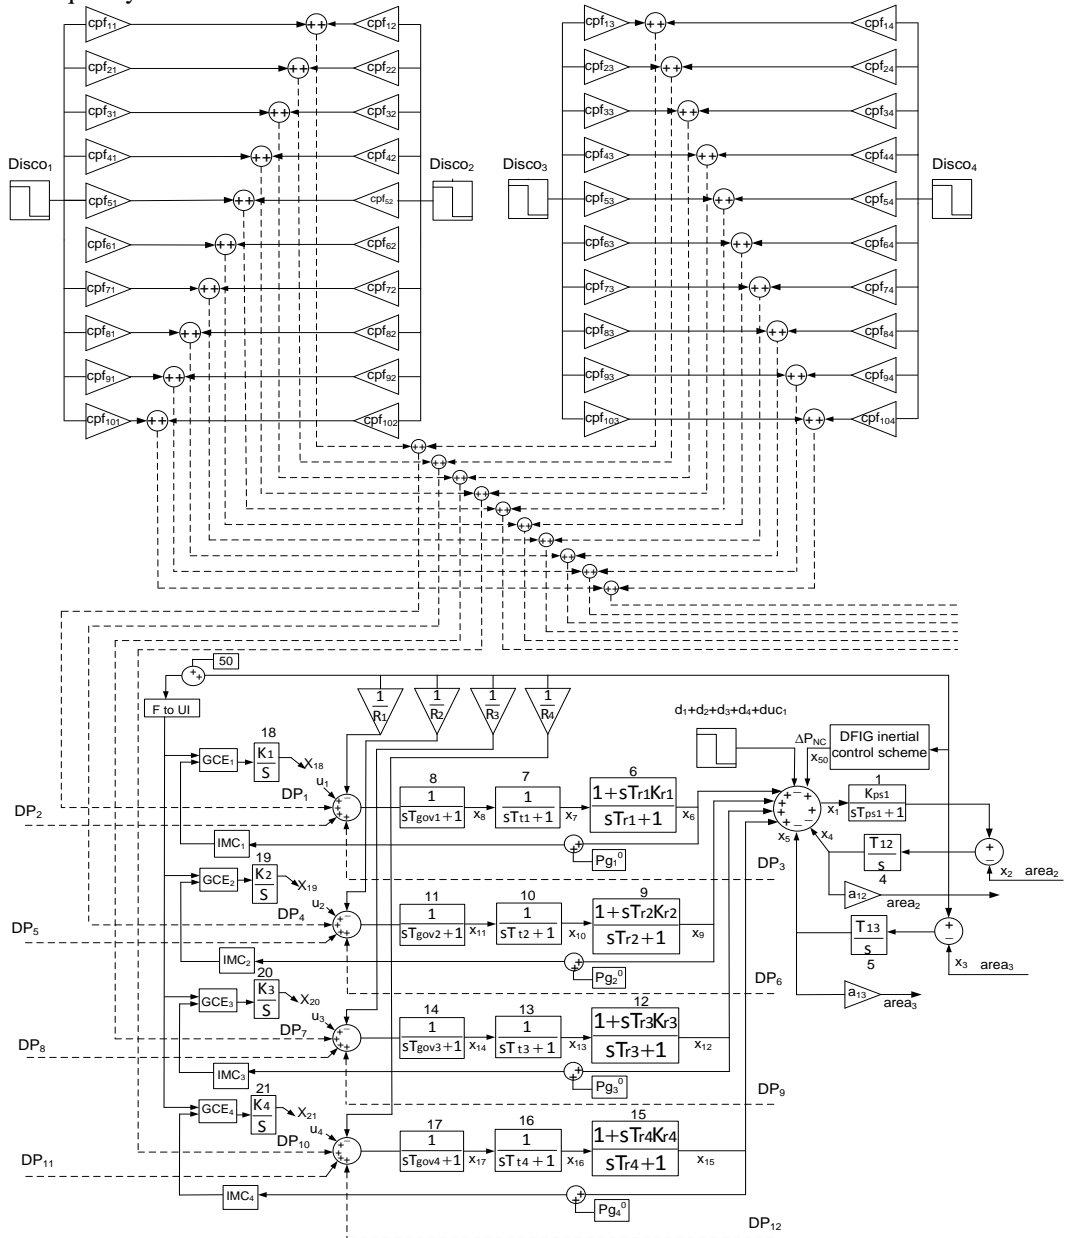 cpf₁₁ ++ cpf₁₂ cpf₁₃ ++ cpf₁₄
cpf₂₁ ++ cpf₂₂ cpf₂₃ ++ cpf₂₄
cpf₃₁ ++ cpf₃₂ cpf₃₃ ++ cpf₃₄
cpf₄₁ ++ cpf₄₂ cpf₄₃ ++ cpf₄₄
Disco₁ Disco₂ Disco₃ Disco₄
cpf₅₁ ++ cpf₅₂ cpf₅₃ ++ cpf₅₄
cpf₆₁ ++ cpf₆₂ cpf₆₃ ++ cpf₆₄
cpf₇₁ ++ cpf₇₂ cpf₇₃ ++ cpf₇₄
cpf₈₁ ++ cpf₈₂ cpf₈₃ ++ cpf₈₄
cpf₉₁ ++ cpf₉₂ cpf₉₃ ++ cpf₉₄
cpf₁₀₁ ++ cpf₁₀₂ cpf₁₀₃ ++ cpf₁₀₄
++
++
++
++
++
++
++
++
++
++
50
++
F to UI
1/R₁ 1/R₂ 1/R₃ 1/R₄
d₁+d₂+d₃+d₄+duc₁
ΔP_NC
x₅₀
DFIG inertial
control scheme
18
GCE₁ K₁/S X₁₈
u₁
DP₁
DP₂
8 7 6
1/(sTgov1+1) x₈ 1/(sTt1+1) x₇ (1+sTr1Kr1)/(sTr1+1) x₆
1
x₁ Kps1/(sTps1+1)
x₅ x₄
IMC₁ Pg₁⁰
DP₃
T₁₂/s
4
x₂ area₂
a₁₂ area₂
19
GCE₂ K₂/S X₁₉
u₂
DP₄
DP₅
11 10 9
1/(sTgov2+1) x₁₁ 1/(sTt2+1) x₁₀ (1+sTr2Kr2)/(sTr2+1) x₉
T₁₃/s
5
x₃ area₃
IMC₂ Pg₂⁰
DP₆
a₁₃ area₃
20
GCE₃ K₃/S X₂₀
u₃
DP₇
DP₈
14 13 12
1/(sTgov3+1) x₁₄ 1/(sTt3+1) x₁₃ (1+sTr3Kr3)/(sTr3+1) x₁₂
IMC₃ Pg₃⁰
DP₉
21
GCE₄ K₄/S X₂₁
u₄
DP₁₀
DP₁₁
17 16 15
1/(sTgov4+1) x₁₇ 1/(sTt4+1) x₁₆ (1+sTr4Kr4)/(sTr4+1) x₁₅
IMC₄ Pg₄⁰
DP₁₂